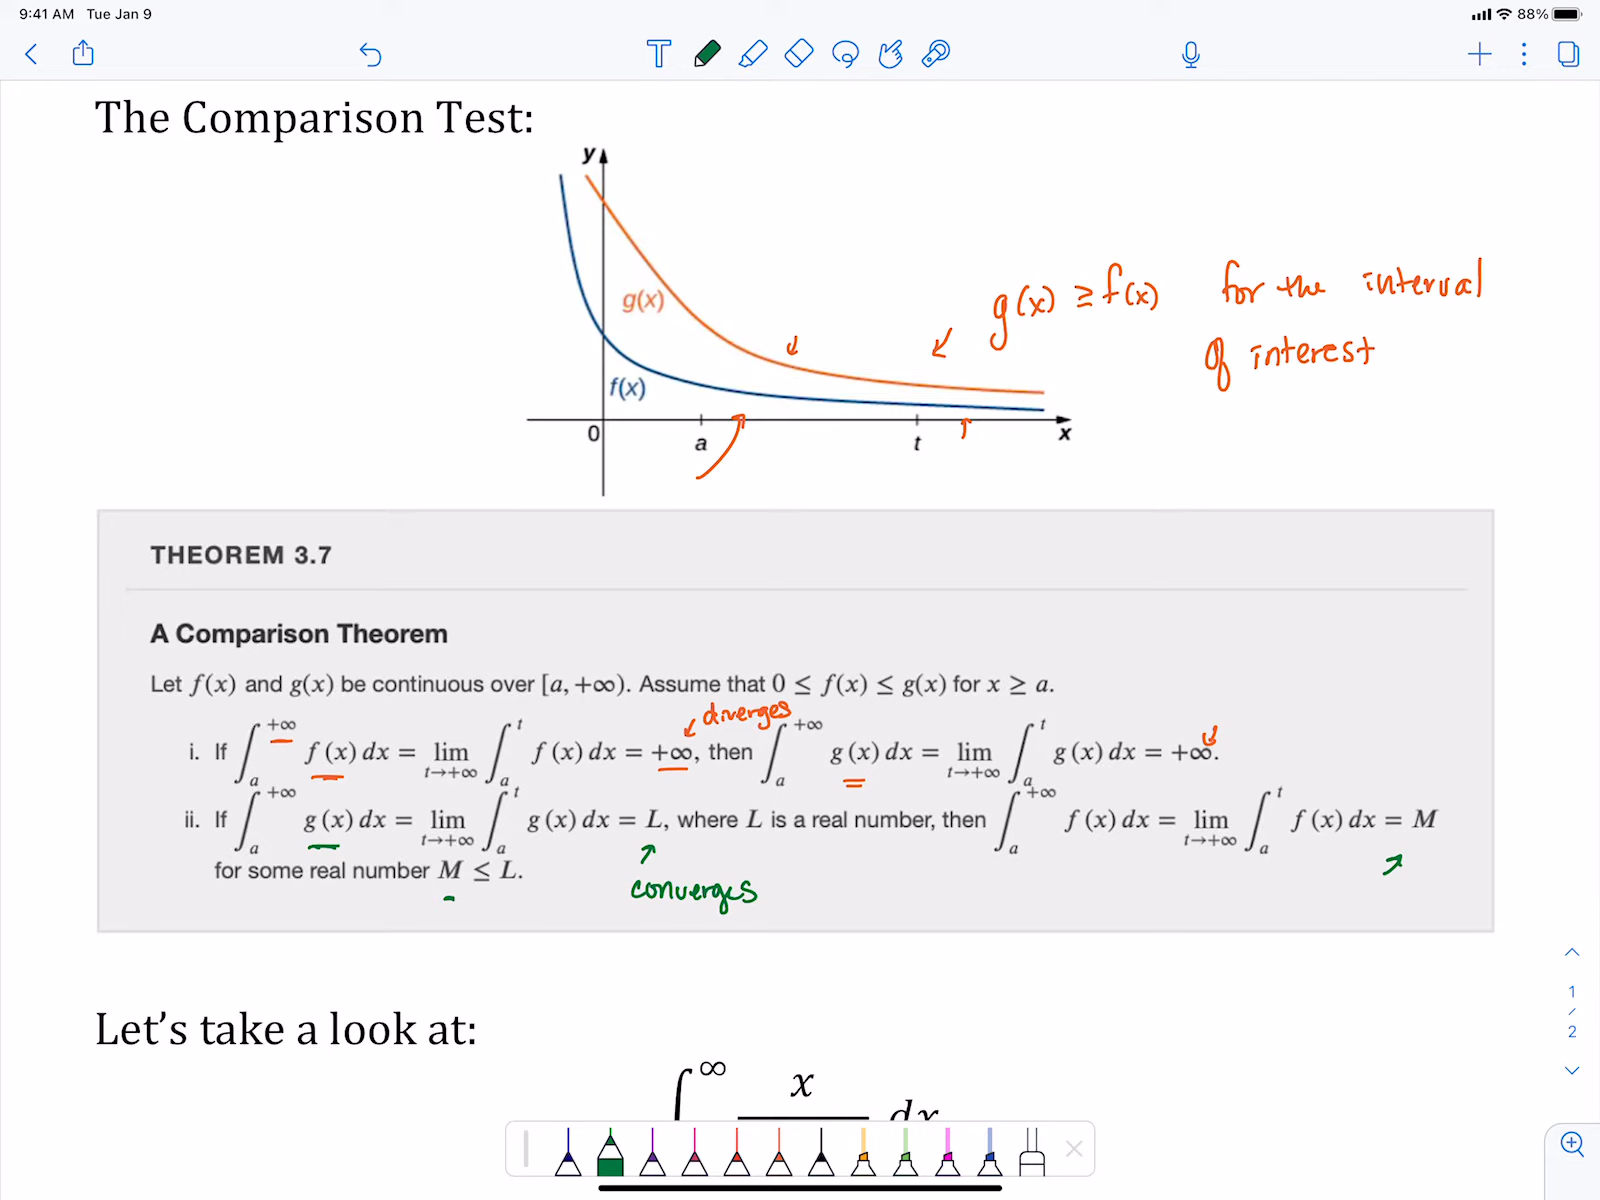 9:41 AM Tue Jan 9
88%
The Comparison Test:
y
g(x)
f(x)
0
a
t
x
g(x) ≥ f(x) for the interval
of interest
THEOREM 3.7
A Comparison Theorem
Let f(x) and g(x) be continuous over [a, +∞). Assume that 0 ≤ f(x) ≤ g(x) for x ≥ a.
diverges
i. If ∫_a^{+∞} f(x) dx = lim_{t→+∞} ∫_a^t f(x) dx = +∞, then ∫_a^{+∞} g(x) dx = lim_{t→+∞} ∫_a^t g(x) dx = +∞.
ii. If ∫_a^{+∞} g(x) dx = lim_{t→+∞} ∫_a^t g(x) dx = L, where L is a real number, then ∫_a^{+∞} f(x) dx = lim_{t→+∞} ∫_a^t f(x) dx = M
for some real number M ≤ L.
converges
Let's take a look at:
∫^∞ x dx
1
2